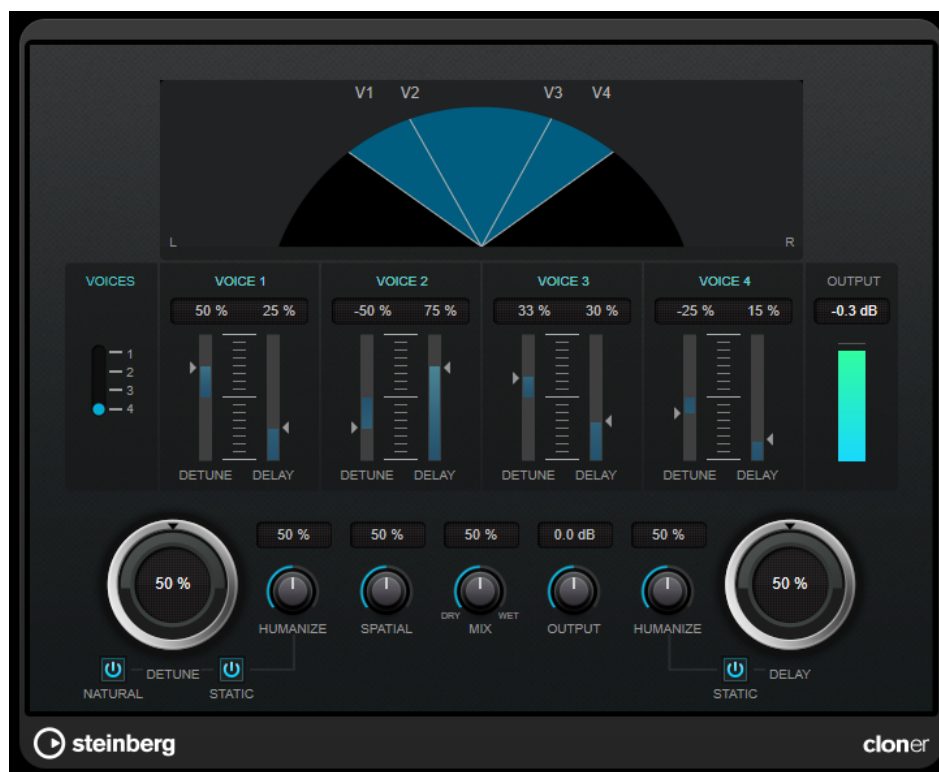 V1 V2 V3 V4
L R
VOICES VOICE 1 VOICE 2 VOICE 3 VOICE 4 OUTPUT
50 % 25 % -50 % 75 % 33 % 30 % -25 % 15 % -0.3 dB
1
2
3
4
DETUNE DELAY DETUNE DELAY DETUNE DELAY DETUNE DELAY
50 % 50 % 50 % 0.0 dB 50 %
50 % 50 %
DRY WET
HUMANIZE SPATIAL MIX OUTPUT HUMANIZE
DETUNE DELAY
NATURAL STATIC STATIC
steinberg cloner